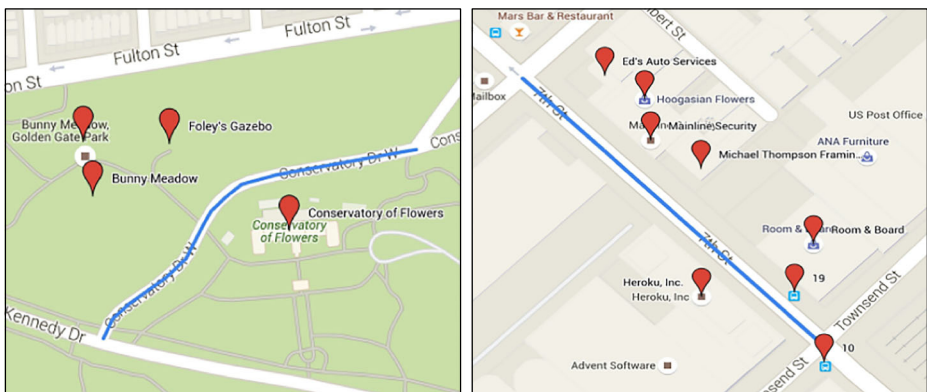 Fulton St
Fulton St
on St
Bunny Meadow,
Golden Gate Park
Foley's Gazebo
Bunny Meadow
Conservatory Dr W
Cons
Conservatory of Flowers
Conservatory
of Flowers
Conservatory Dr W
Kennedy Dr
Mars Bar & Restaurant
bert St
Ed's Auto Services
Mailbox
7th St
Hoogasian Flowers
US Post Office
Mainline Security
ANA Furniture
Michael Thompson Framin...
7th St
Room & Board
Room & Board
19
Heroku, Inc.
Heroku, Inc
Townsend St
10
Advent Software
nsend St